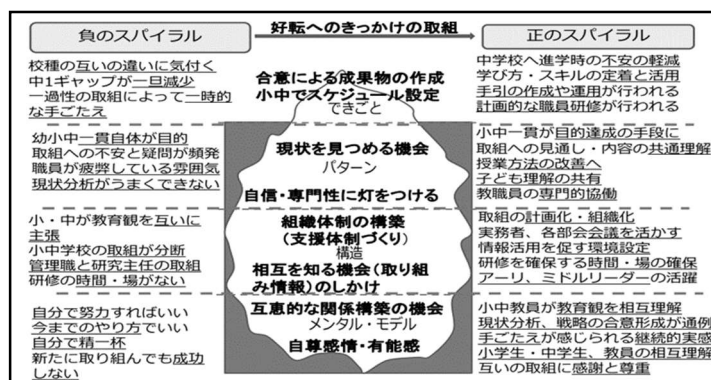 負のスパイラル
好転へのきっかけの取組
正のスパイラル
校種の互いの違いに気付く
中1ギャップが一旦減少
一過性の取組によって一時的
な手ごたえ
合意による成果物の作成
小中でスケジュール設定
できごと
中学校へ進学時の不安の軽減
学び方・スキルの定着と活用
手引の作成や運用が行われる
計画的な職員研修が行われる
幼小中一貫自体が目的
取組への不安と疑問が頻発
職員が疲弊している雰囲気
現状分析がうまくできない
現状を見つめる機会
パターン
自信・専門性に灯をつける
小中一貫が目的達成の手段に
取組への見通し・内容の共通理解
授業方法の改善へ
子ども理解の共有
教職員の専門的協働
小・中が教育観を互いに
主張
小中学校の取組が分断
管理職と研究主任の取組
研修の時間・場がない
組織体制の構築
(支援体制づくり)
構造
相互を知る機会(取り組
み情報)のしかけ
取組の計画化・組織化
実務者、各部会会議を活かす
情報活用を促す環境設定
研修を確保する時間・場の確保
アーリ、ミドルリーダーの活躍
自分で努力すればいい
今までのやり方でいい
自分で精一杯
新たに取り組んでも成功
しない
互恵的な関係構築の機会
メンタル・モデル
自尊感情・有能感
小中教員が教育観を相互理解
現状分析、戦略の合意形成が通例
手ごたえが感じられる継続的実感
小学生・中学生、教員の相互理解
互いの取組に感謝と尊重